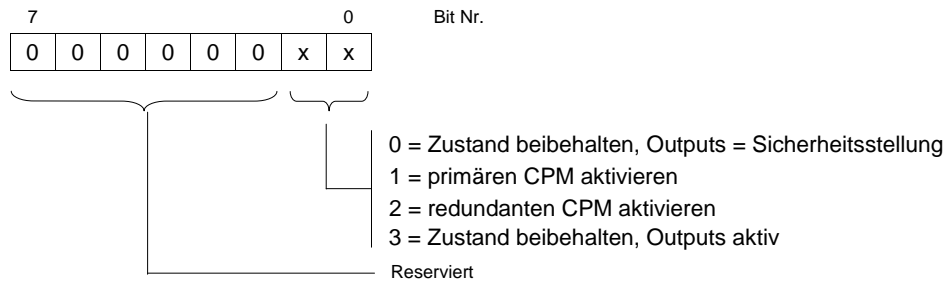 7 0 Bit Nr.
0 0 0 0 0 0 x x
0 = Zustand beibehalten, Outputs = Sicherheitsstellung
1 = primären CPM aktivieren
2 = redundanten CPM aktivieren
3 = Zustand beibehalten, Outputs aktiv
Reserviert